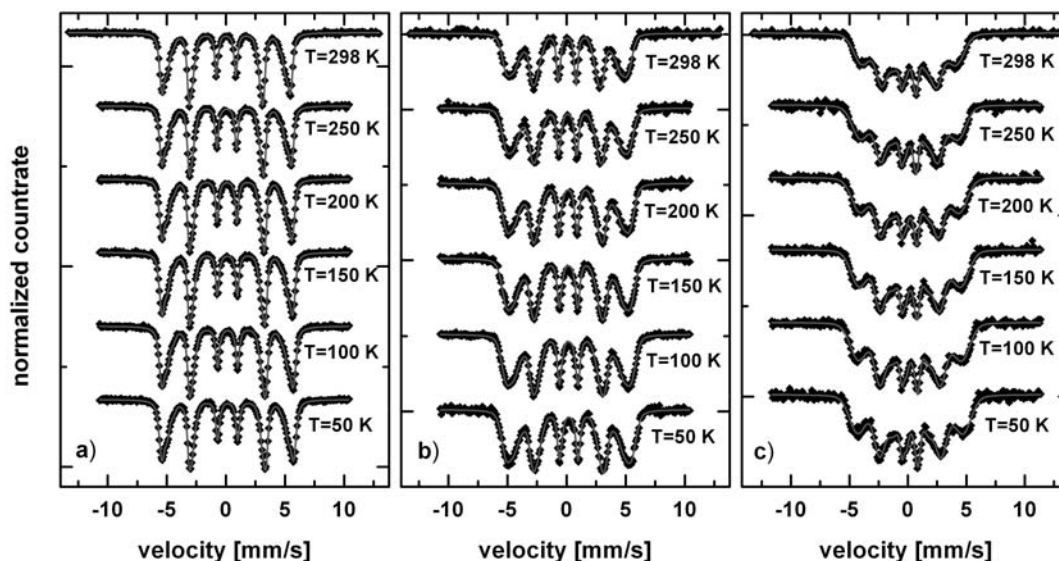 normalized countrate
T=298 K
T=250 K
T=200 K
T=150 K
T=100 K
T=50 K
a)
-10 -5 0 5 10
velocity [mm/s]
T=298 K
T=250 K
T=200 K
T=150 K
T=100 K
T=50 K
b)
-10 -5 0 5 10
velocity [mm/s]
T=298 K
T=250 K
T=200 K
T=150 K
T=100 K
T=50 K
c)
-10 -5 0 5 10
velocity [mm/s]